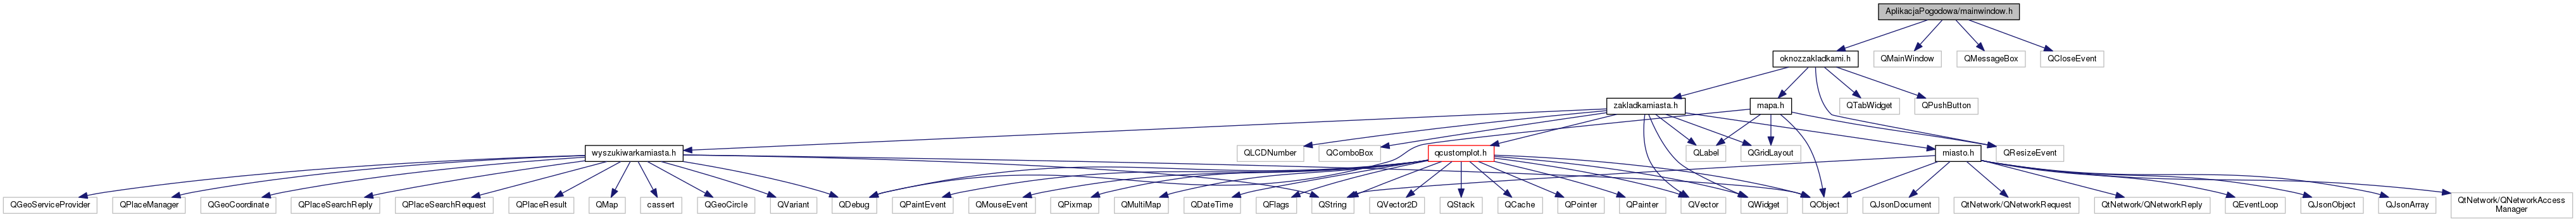 AplikacjaPogodowa/mainwindow.h
oknozzakladkami.h
QMainWindow
QMessageBox
QCloseEvent
zakladkamiasta.h
mapa.h
QTabWidget
QPushButton
wyszukiwarkamiasta.h
QLCDNumber
QComboBox
qcustomplot.h
QLabel
QGridLayout
miasto.h
QResizeEvent
QGeoServiceProvider
QPlaceManager
QGeoCoordinate
QPlaceSearchReply
QPlaceSearchRequest
QPlaceResult
QMap
cassert
QGeoCircle
QVariant
QDebug
QPaintEvent
QMouseEvent
QPixmap
QMultiMap
QDateTime
QFlags
QString
QVector2D
QStack
QCache
QPointer
QPainter
QVector
QWidget
QObject
QJsonDocument
QtNetwork/QNetworkRequest
QtNetwork/QNetworkReply
QEventLoop
QJsonObject
QJsonArray
QtNetwork/QNetworkAccess
Manager